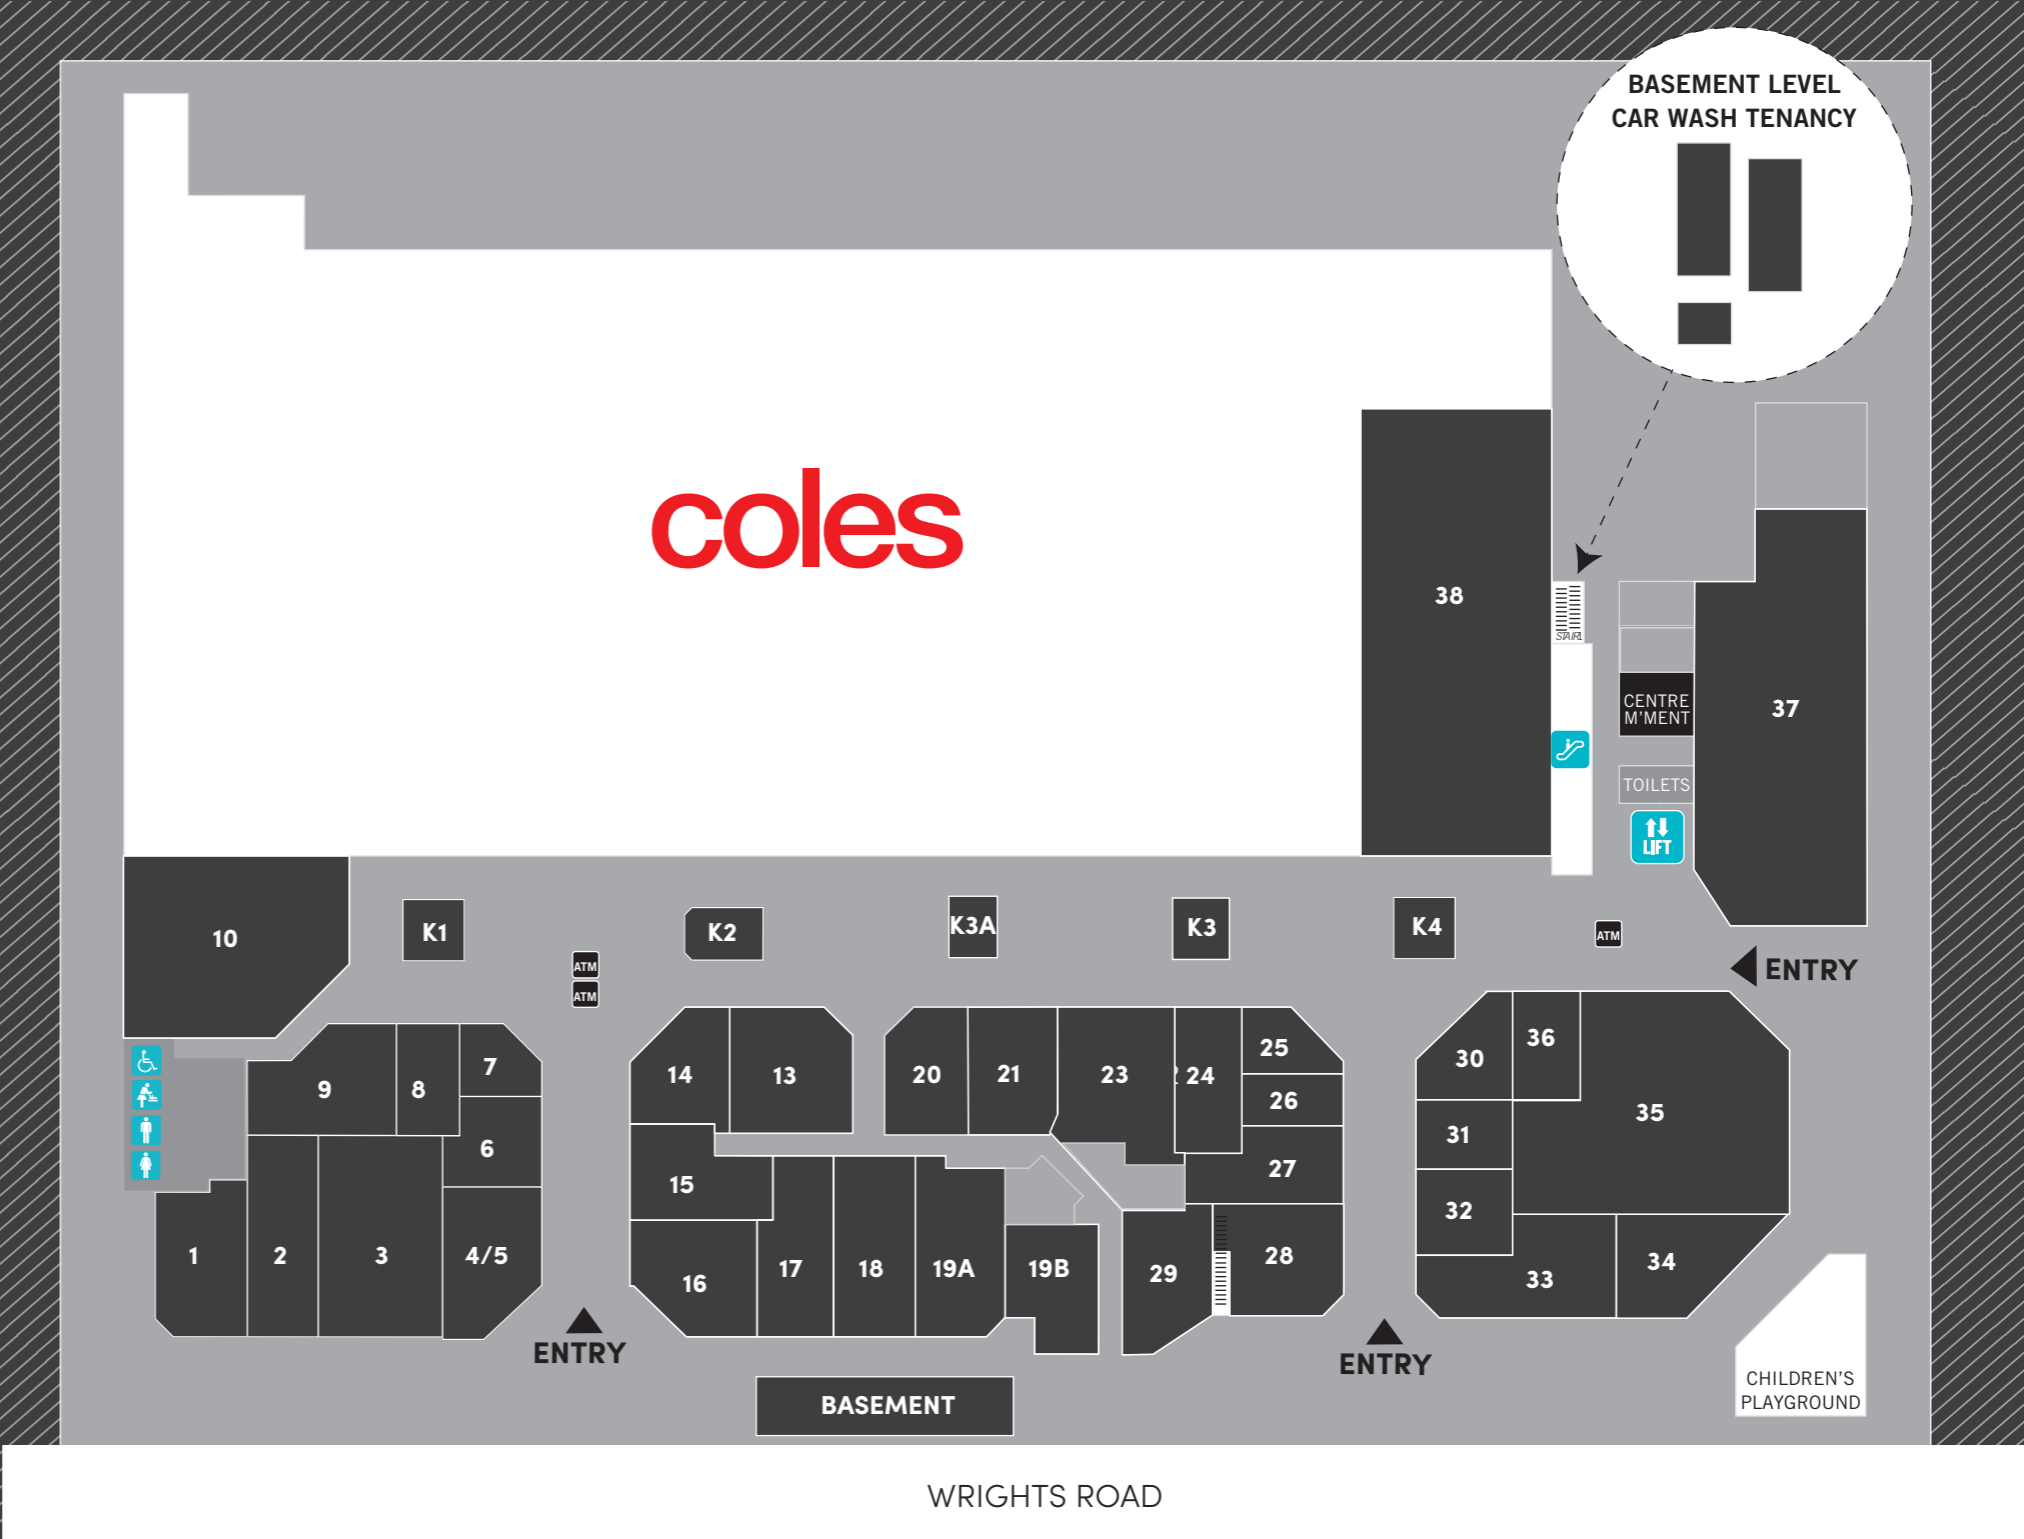 BASEMENT LEVEL
CAR WASH TENANCY
coles
38
STAIR1
CENTRE
M'MENT
37
TOILETS
LIFT
10
K1
K2
K3A
K3
K4
ATM
ATM
ATM
ENTRY
9
8
7
6
14
13
20
21
23
24
25
26
27
30
36
31
32
35
15
1
2
3
4/5
16
17
18
19A
19B
29
28
33
34
ENTRY
ENTRY
CHILDREN'S
PLAYGROUND
BASEMENT
WRIGHTS ROAD